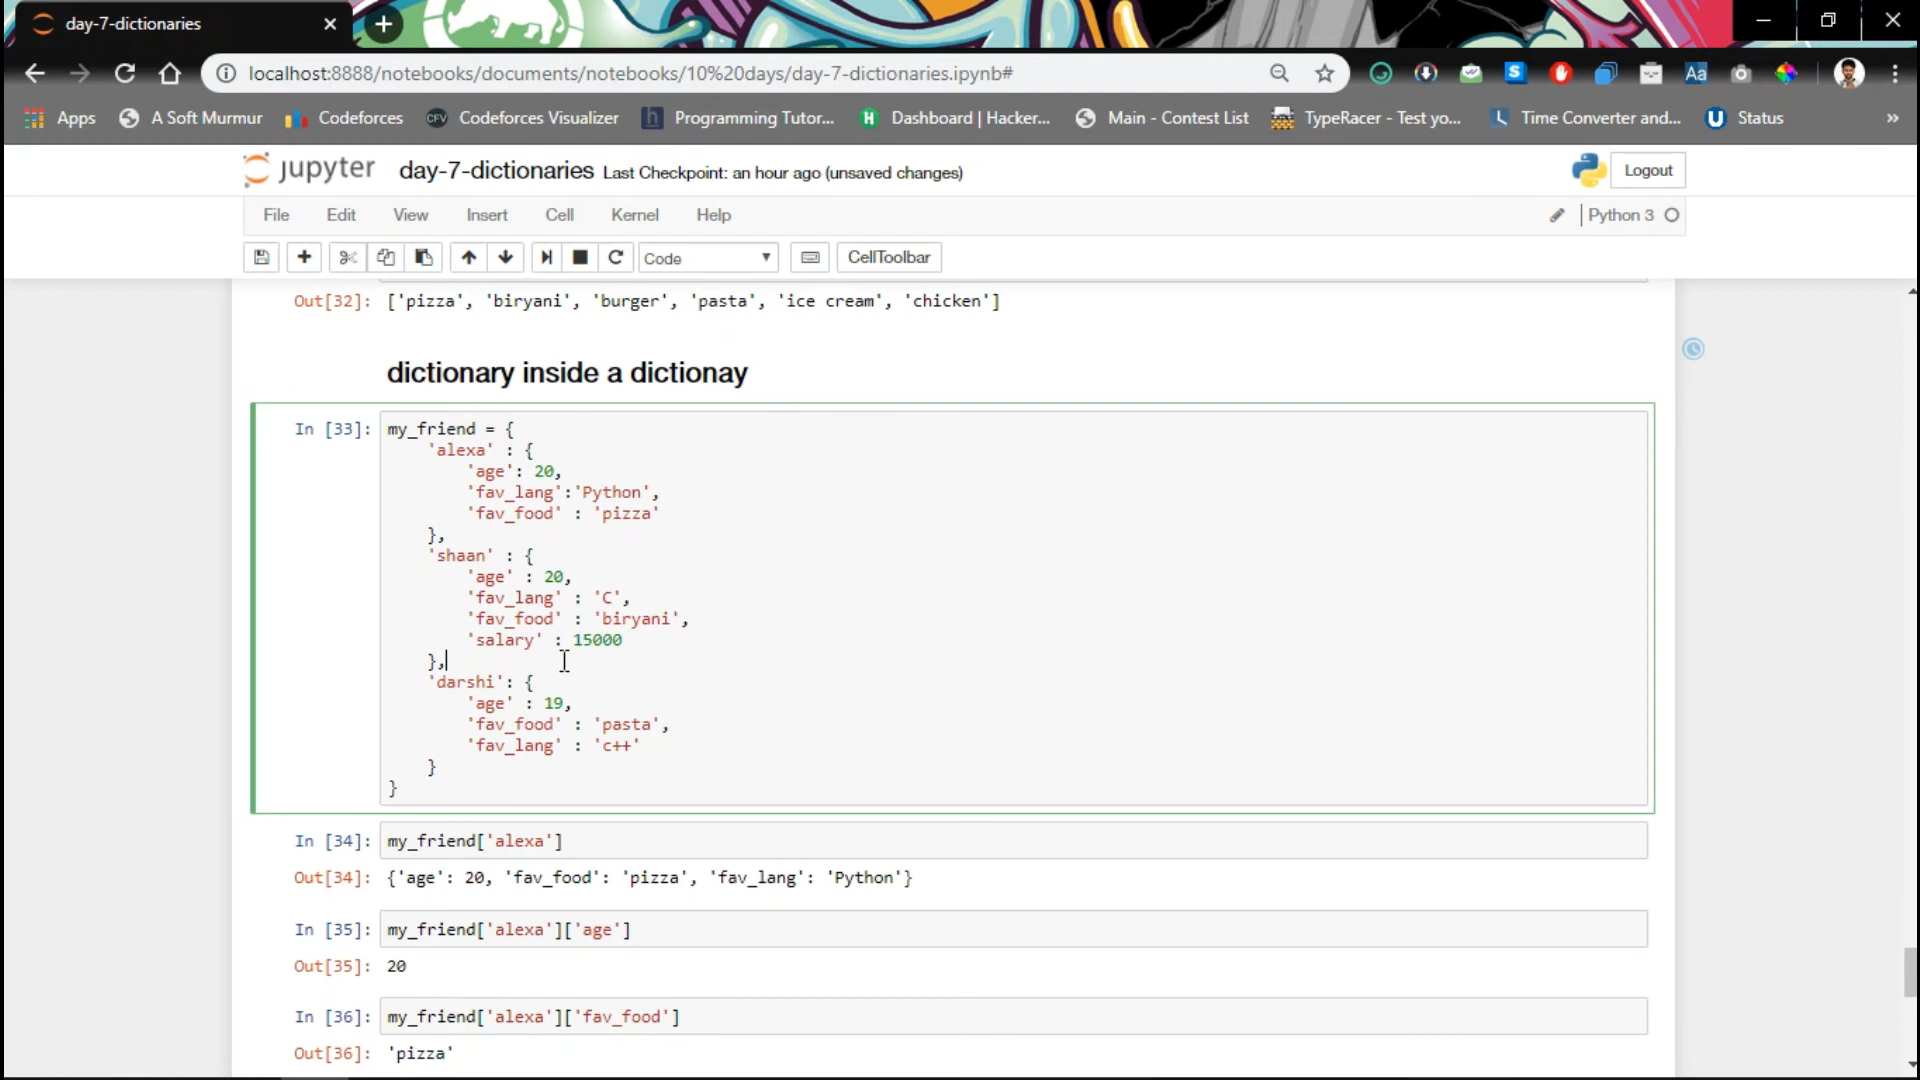 day-7-dictionaries
localhost:8888/notebooks/documents/notebooks/10%20days/day-7-dictionaries.ipynb#
Apps A Soft Murmur Codeforces CFV Codeforces Visualizer h Programming Tutor... H Dashboard | Hacker... Main - Contest List TypeRacer - Test yo... L Time Converter and... U Status »
jupyter day-7-dictionaries Last Checkpoint: an hour ago (unsaved changes) Logout
File Edit View Insert Cell Kernel Help Python 3
Code CellToolbar
Out[32]: ['pizza', 'biryani', 'burger', 'pasta', 'ice cream', 'chicken']
dictionary inside a dictionay
In [33]: my_friend = {
'alexa' : {
'age': 20,
'fav_lang':'Python',
'fav_food' : 'pizza'
},
'shaan' : {
'age' : 20,
'fav_lang' : 'C',
'fav_food' : 'biryani',
'salary' : 15000
},
'darshi': {
'age' : 19,
'fav_food' : 'pasta',
'fav_lang' : 'c++'
}
}
In [34]: my_friend['alexa']
Out[34]: {'age': 20, 'fav_food': 'pizza', 'fav_lang': 'Python'}
In [35]: my_friend['alexa']['age']
Out[35]: 20
In [36]: my_friend['alexa']['fav_food']
Out[36]: 'pizza'